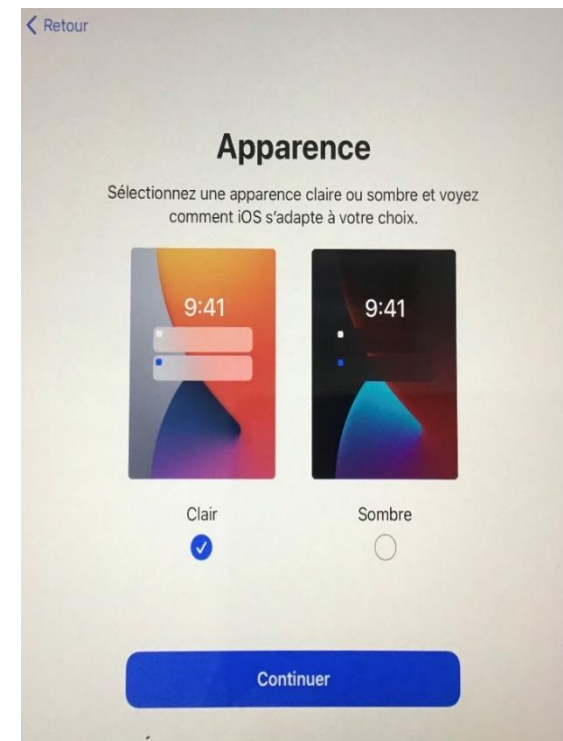 Retour
Apparence
Sélectionnez une apparence claire ou sombre et voyez
comment iOS s'adapte à votre choix.
9:41
9:41
Clair
Sombre
Continuer